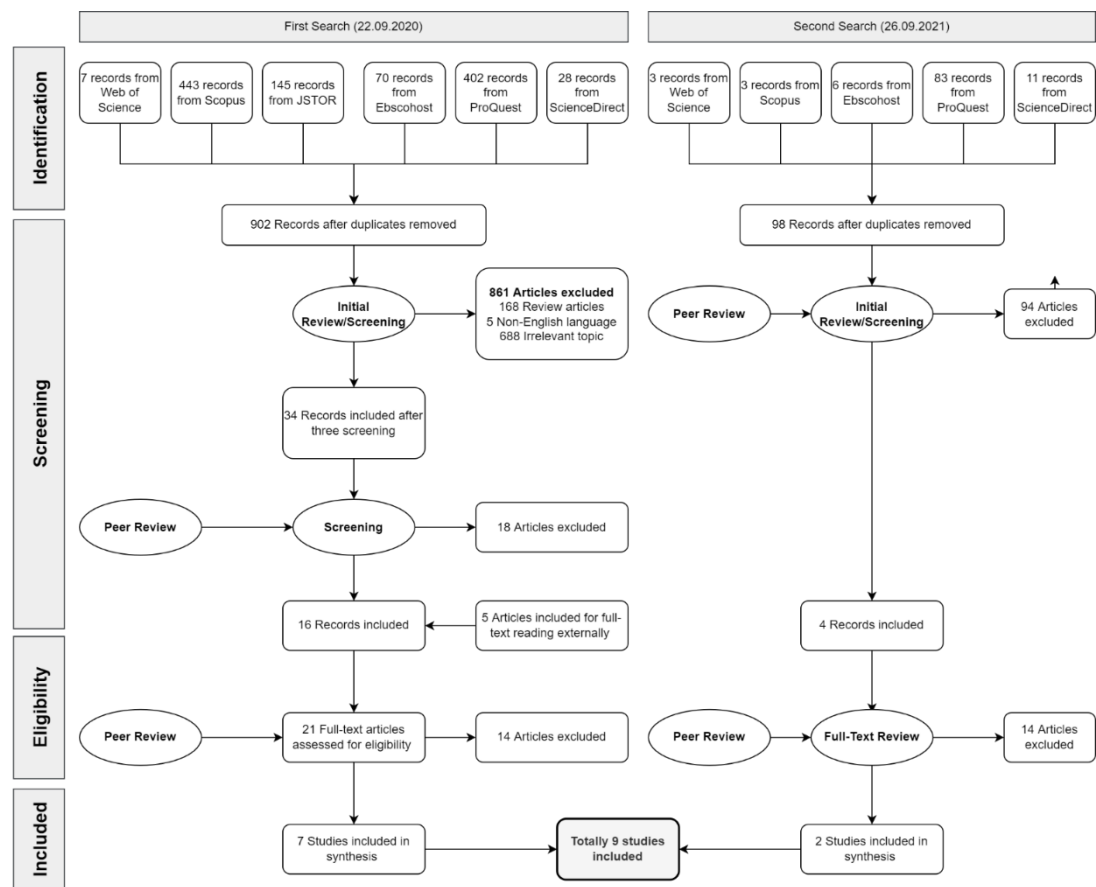 First Search (22.09.2020)
Second Search (26.09.2021)
Identification
7 records from
Web of
Science
443 records
from Scopus
145 records
from JSTOR
70 records
from
Ebscohost
402 records
from
ProQuest
28 records
from
ScienceDirect
3 records from
Web of
Science
3 records from
Scopus
6 records from
Ebscohost
83 records
from
ProQuest
11 records
from
ScienceDirect
Screening
902 Records after duplicates removed
98 Records after duplicates removed
Initial
Review/Screening
861 Articles excluded
168 Review articles
5 Non-English language
688 Irrelevant topic
Peer Review
Initial
Review/Screening
94 Articles
excluded
34 Records included after
three screening
Peer Review
Screening
18 Articles excluded
16 Records included
5 Articles included for full-
text reading externally
4 Records included
Eligibility
Peer Review
21 Full-text articles
assessed for eligibility
14 Articles excluded
Peer Review
Full-Text Review
14 Articles
excluded
Included
7 Studies included in
synthesis
Totally 9 studies
included
2 Studies included in
synthesis